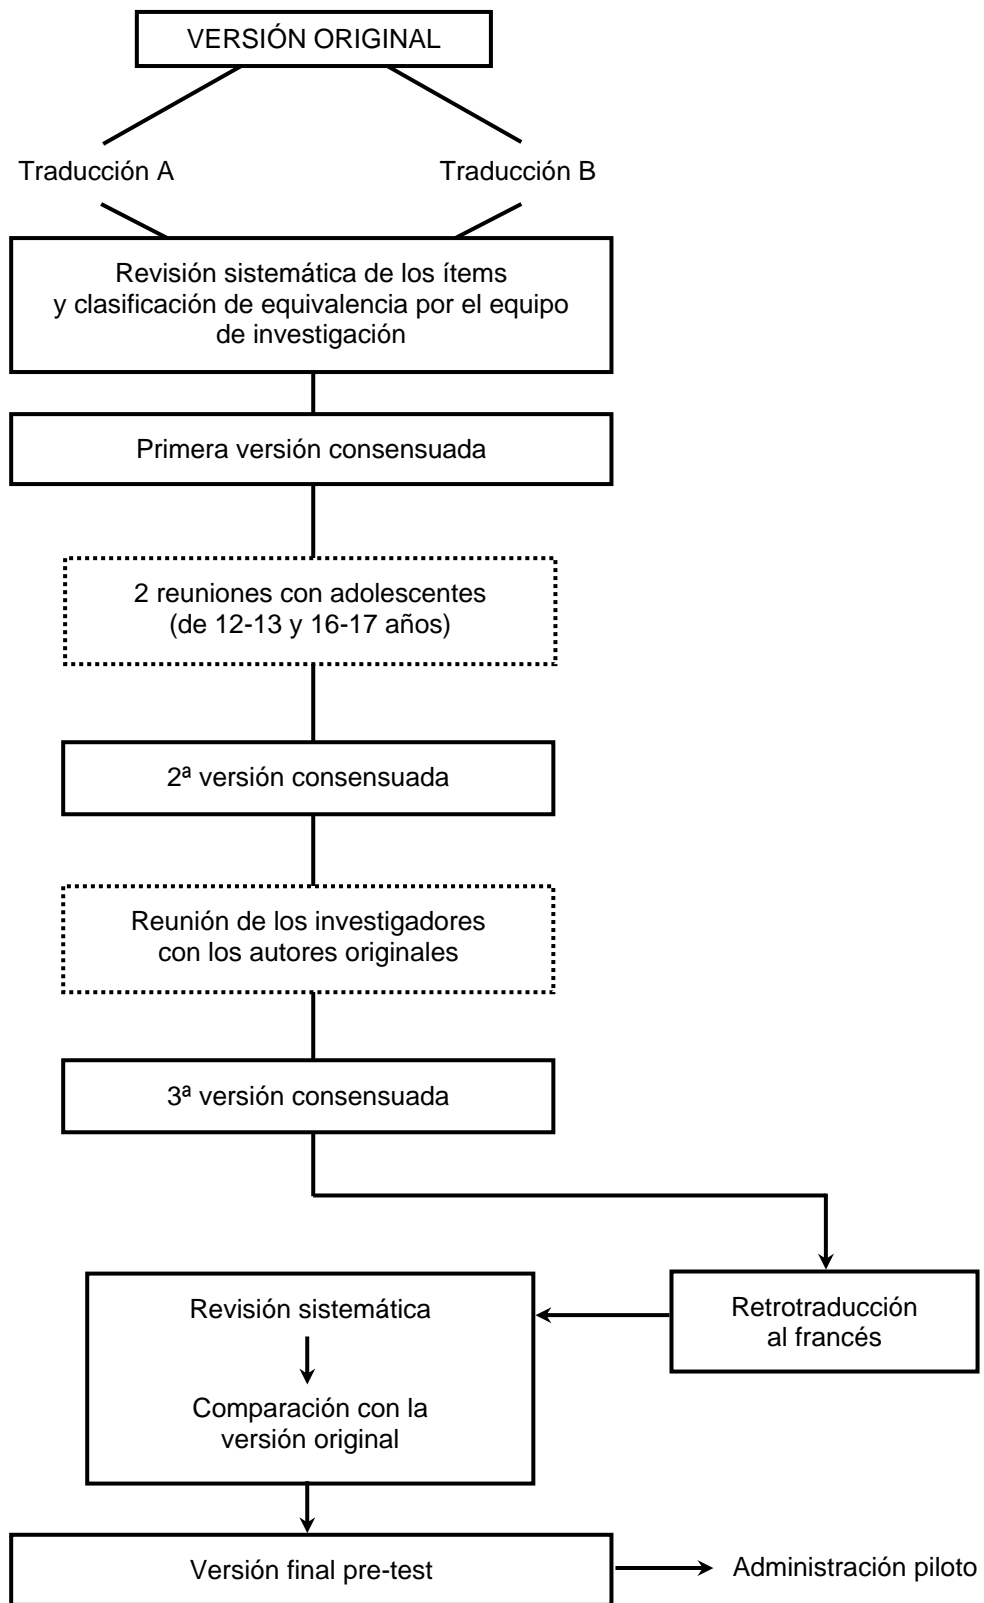 VERSIÓN ORIGINAL
Traducción A
Traducción B
Revisión sistemática de los ítems
y clasificación de equivalencia por el equipo
de investigación
Primera versión consensuada
2 reuniones con adolescentes
(de 12-13 y 16-17 años)
2ª versión consensuada
Reunión de los investigadores
con los autores originales
3ª versión consensuada
Retrotraducción
al francés
Revisión sistemática
Comparación con la
versión original
Versión final pre-test
Administración piloto